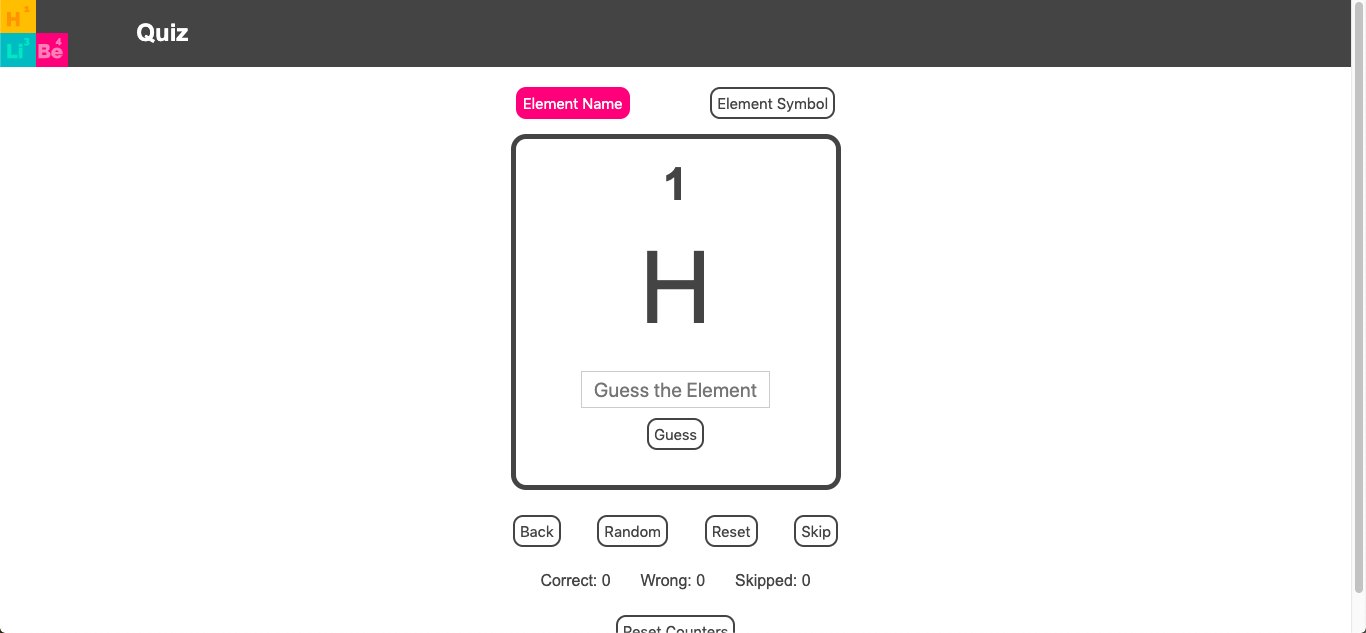 H 1
Li 3 Be 4
Quiz
Element Name Element Symbol
1
H
Guess the Element
Guess
Back Random Reset Skip
Correct: 0 Wrong: 0 Skipped: 0
Reset Counters